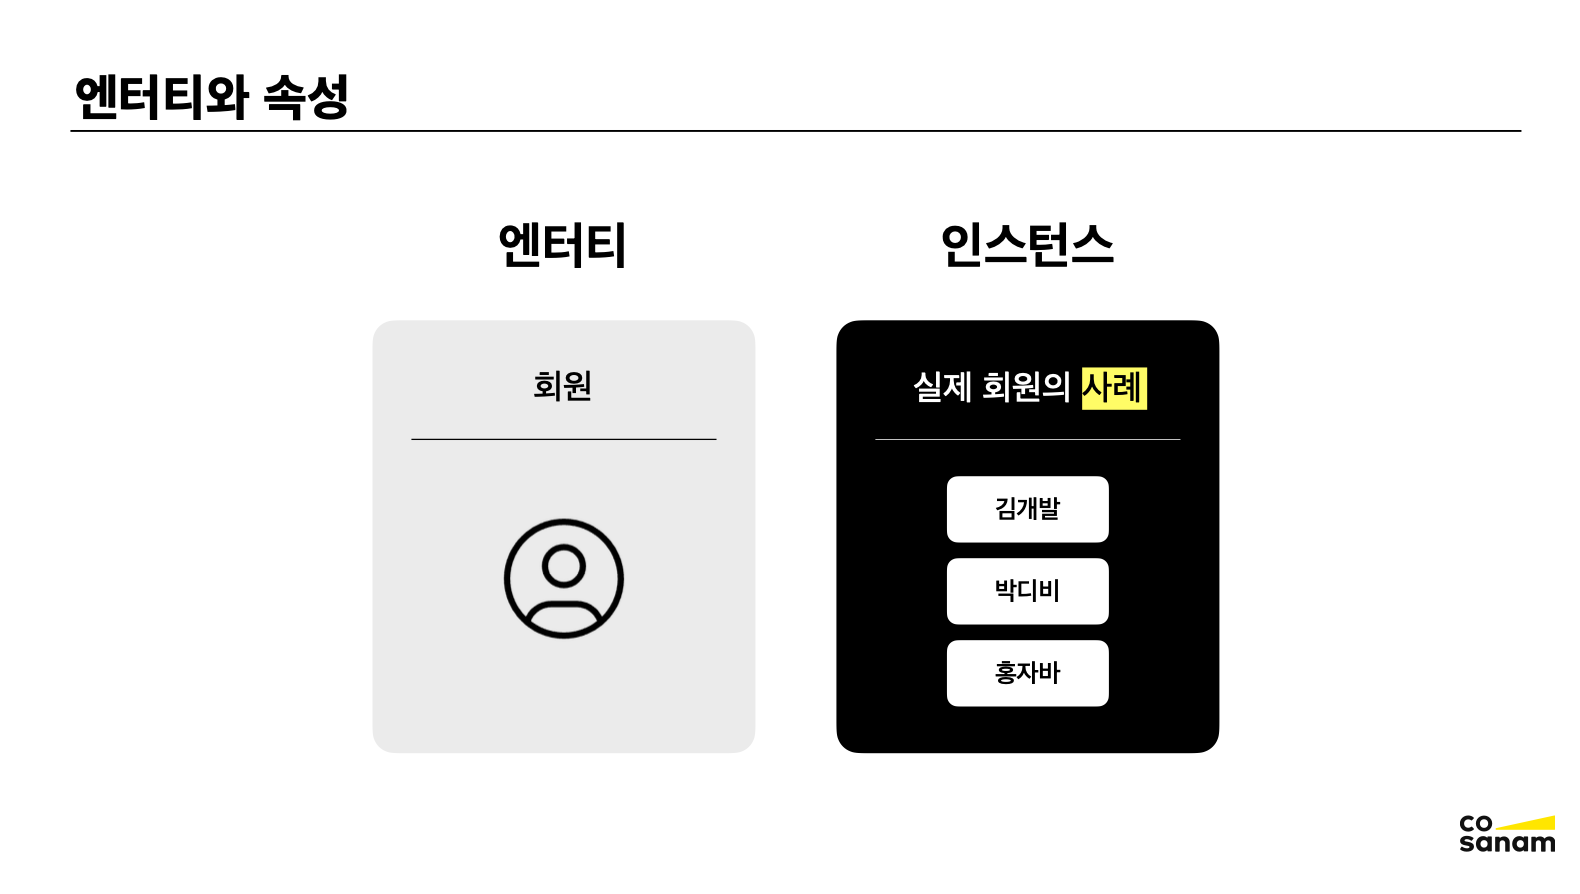 엔터티와 속성
엔터티
인스턴스
회원
실제 회원의 사례
김개발
박디비
홍자바
co
sanam